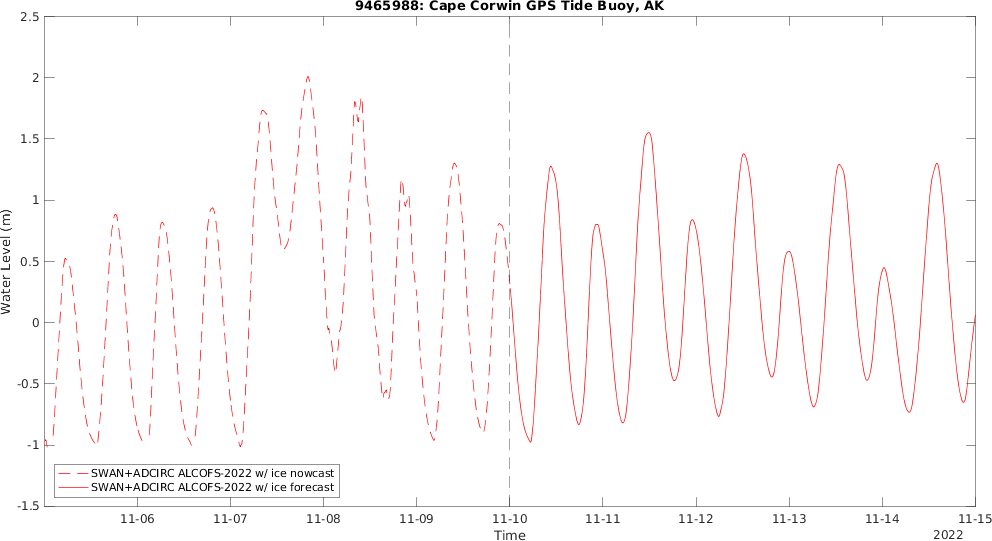 9465988: Cape Corwin GPS Tide Buoy, AK
2.5
2
1.5
1
0.5
0
-0.5
-1
-1.5
Water Level (m)
SWAN+ADCIRC ALCOFS-2022 w/ ice nowcast
SWAN+ADCIRC ALCOFS-2022 w/ ice forecast
11-06 11-07 11-08 11-09 11-10 11-11 11-12 11-13 11-14 11-15
Time
2022